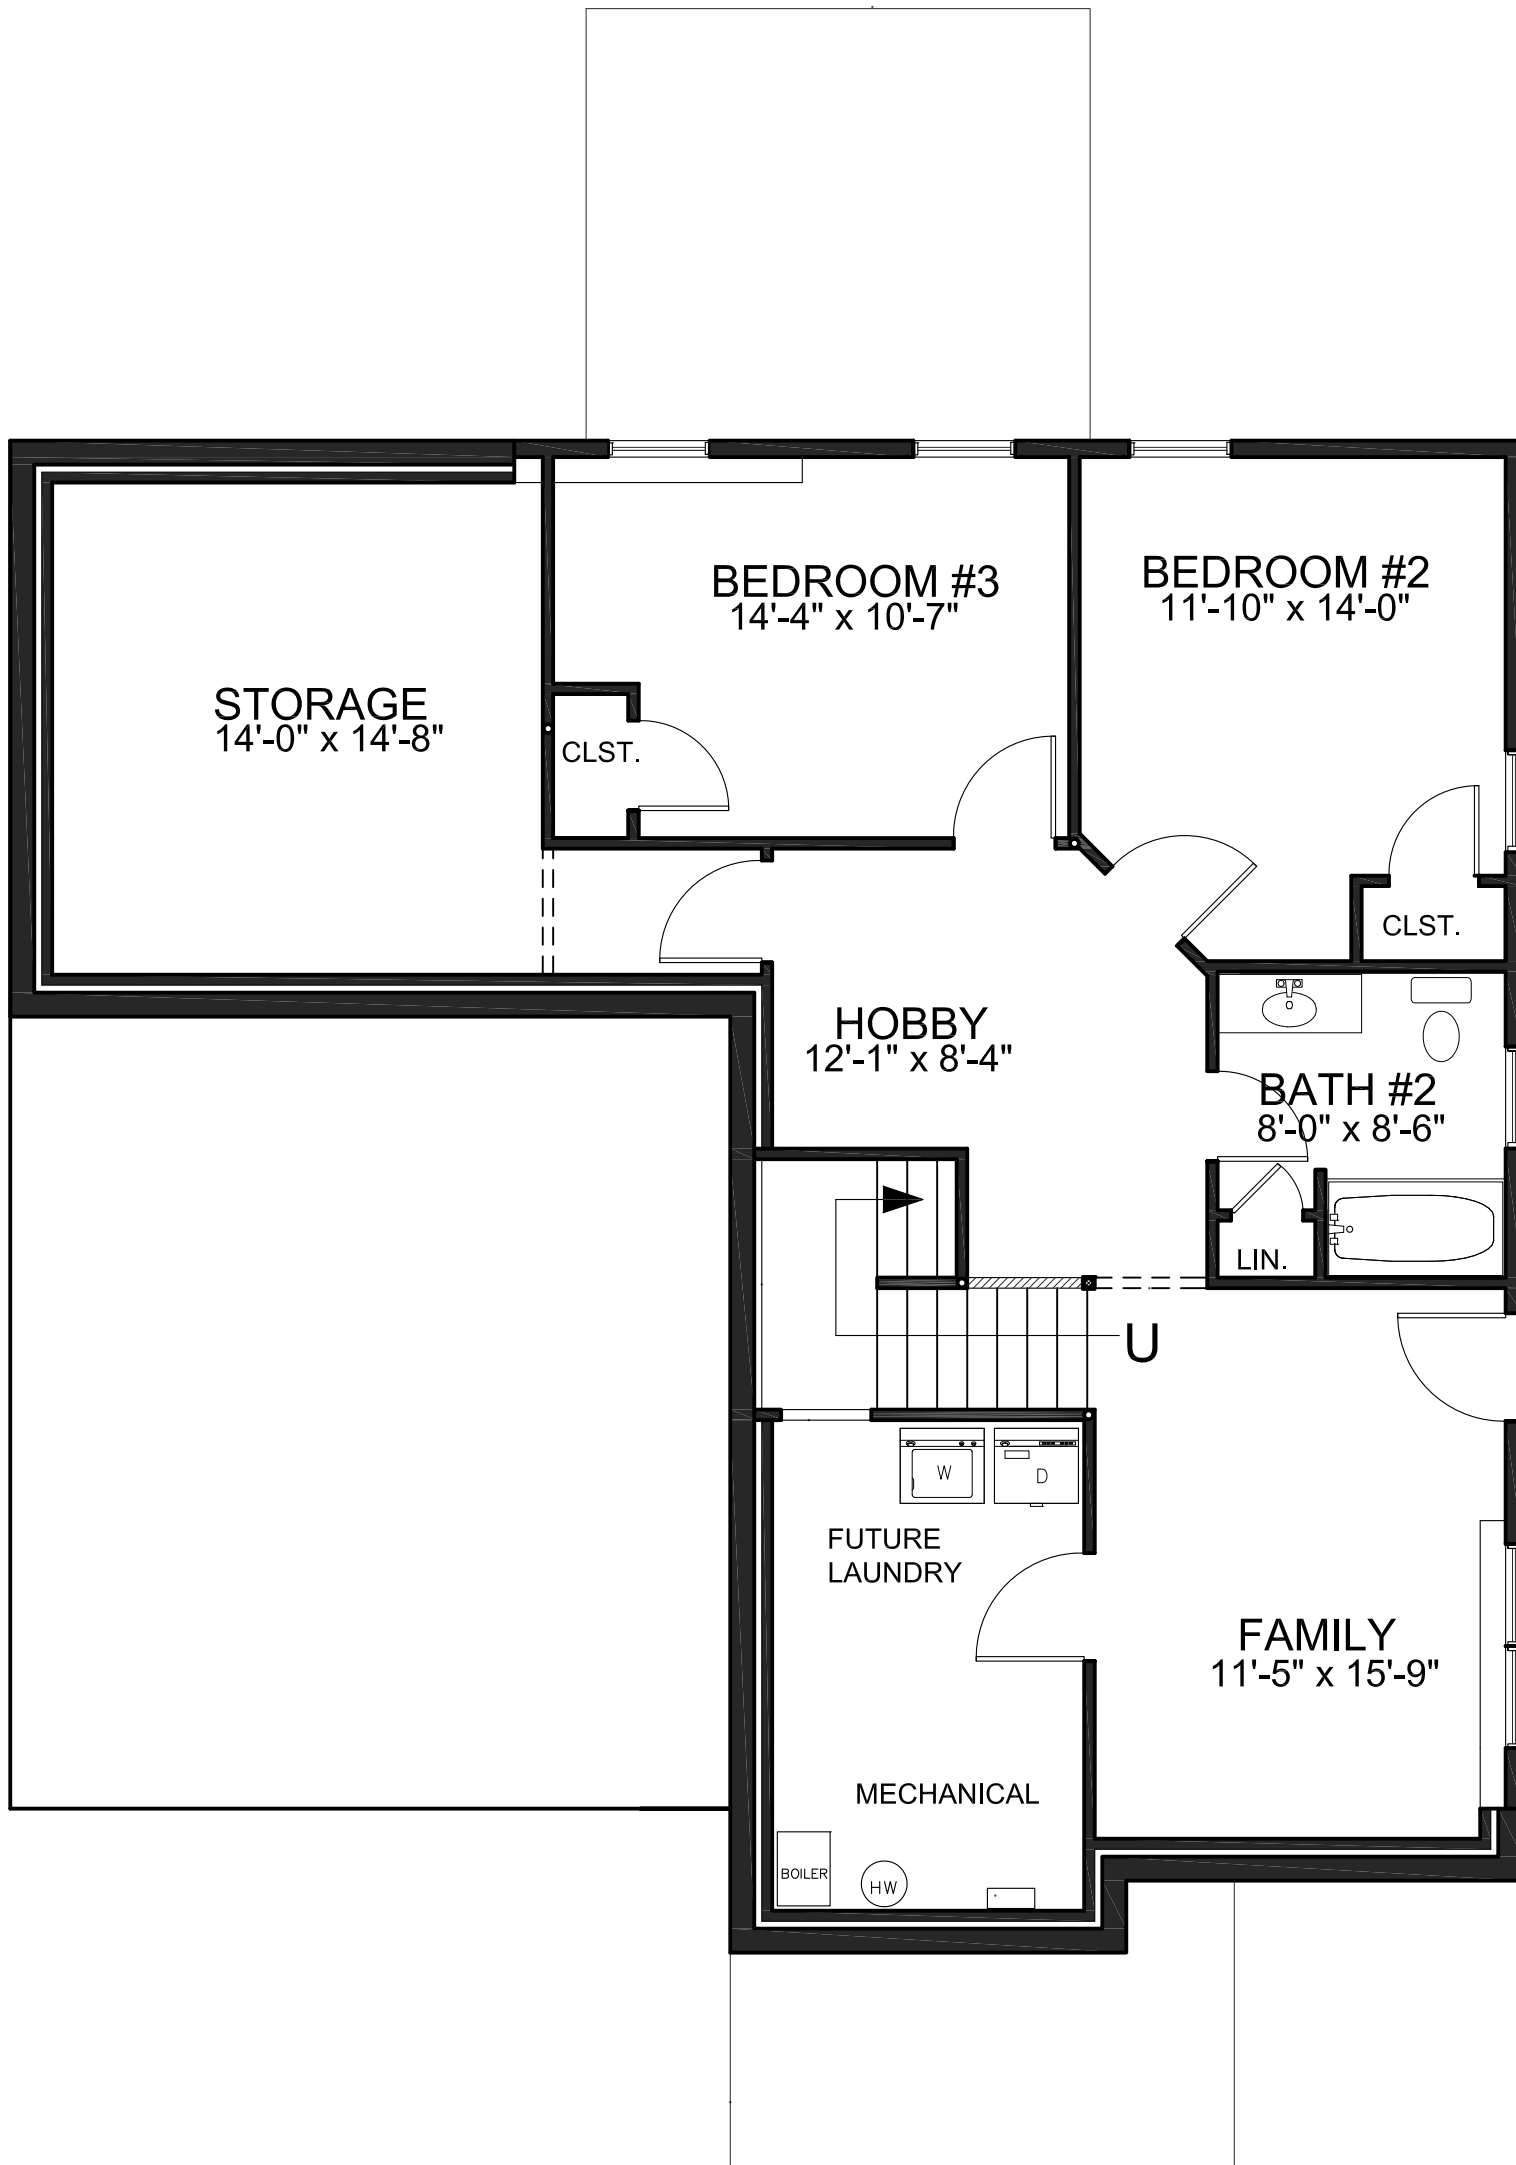 BEDROOM #3
14'-4" x 10'-7"
BEDROOM #2
11'-10" x 14'-0"
STORAGE
14'-0" x 14'-8"
CLST.
CLST.
HOBBY
12'-1" x 8'-4"
BATH #2
8'-0" x 8'-6"
LIN.
U
W
D
FUTURE
LAUNDRY
FAMILY
11'-5" x 15'-9"
MECHANICAL
BOILER
HW